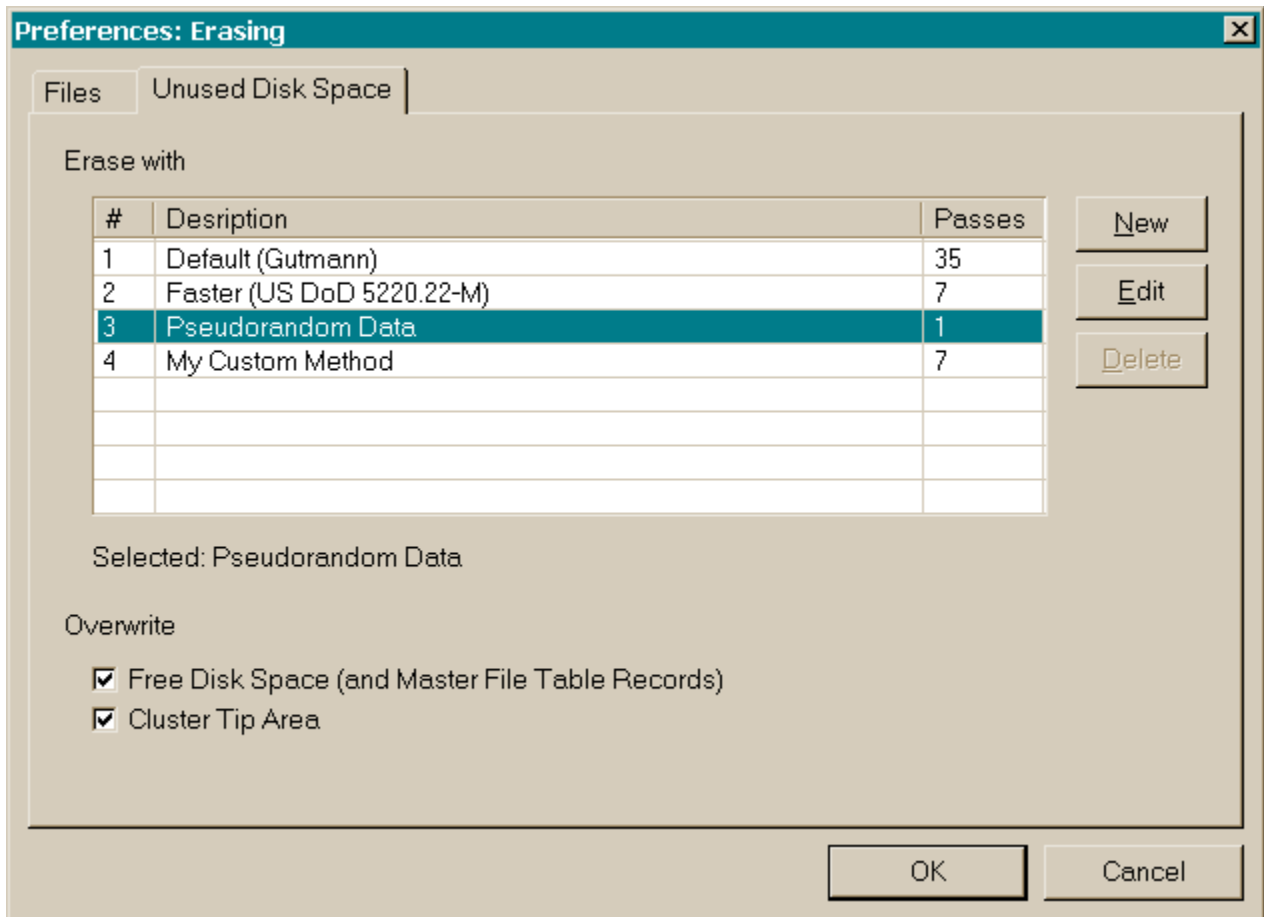 Preferences: Erasing
Files Unused Disk Space
Erase with
# Desription Passes
1 Default (Gutmann) 35
2 Faster (US DoD 5220.22-M) 7
3 Pseudorandom Data 1
4 My Custom Method 7
New
Edit
Delete
Selected: Pseudorandom Data
Overwrite
Free Disk Space (and Master File Table Records)
Cluster Tip Area
OK Cancel